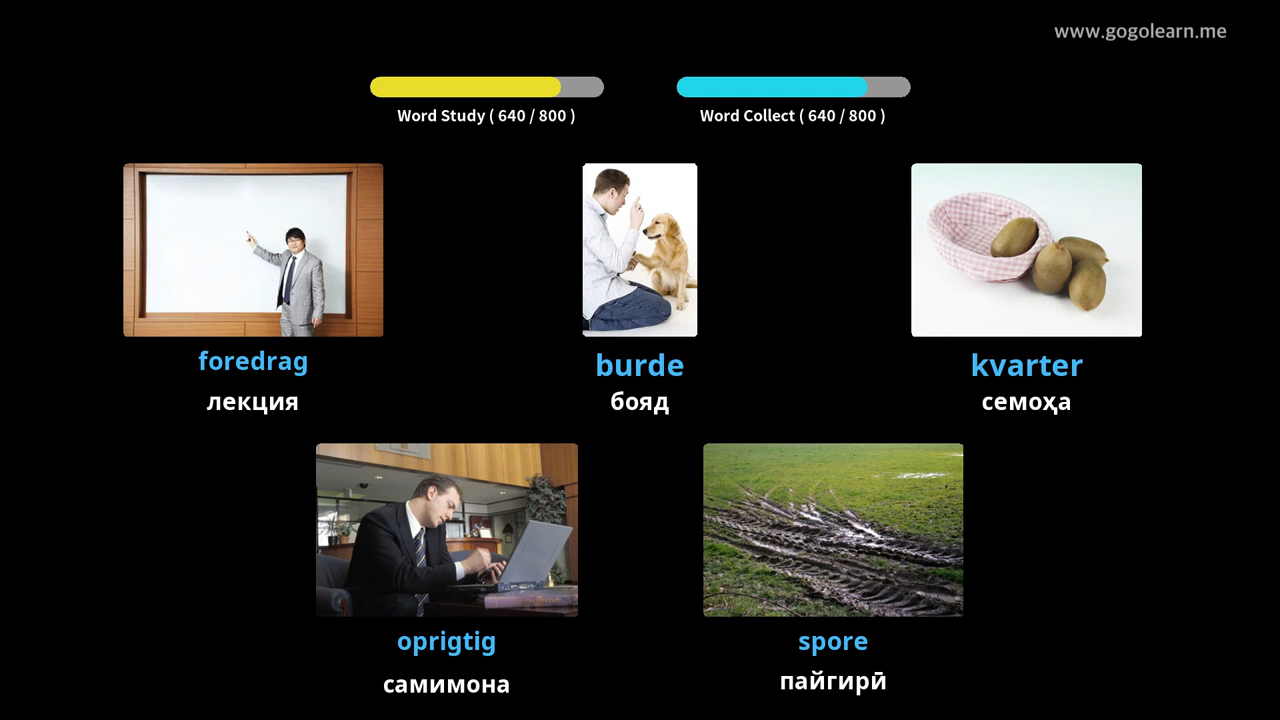 www.gogolearn.me
Word Study ( 640 / 800 )
Word Collect ( 640 / 800 )
foredrag
лекция
burde
бояд
kvarter
семоҳа
oprigtig
самимона
spore
пайгирӣ